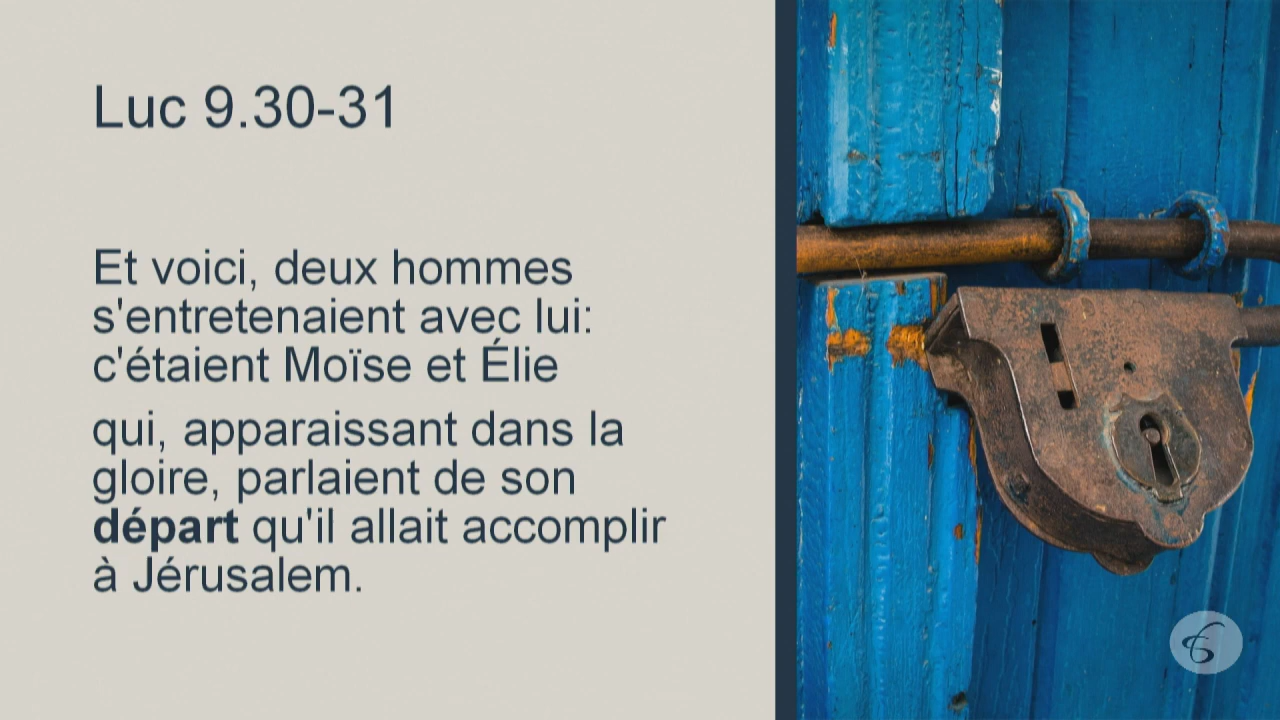 Luc 9.30-31
Et voici, deux hommes
s'entretenaient avec lui:
c'étaient Moïse et Élie
qui, apparaissant dans la
gloire, parlaient de son
départ qu'il allait accomplir
à Jérusalem.